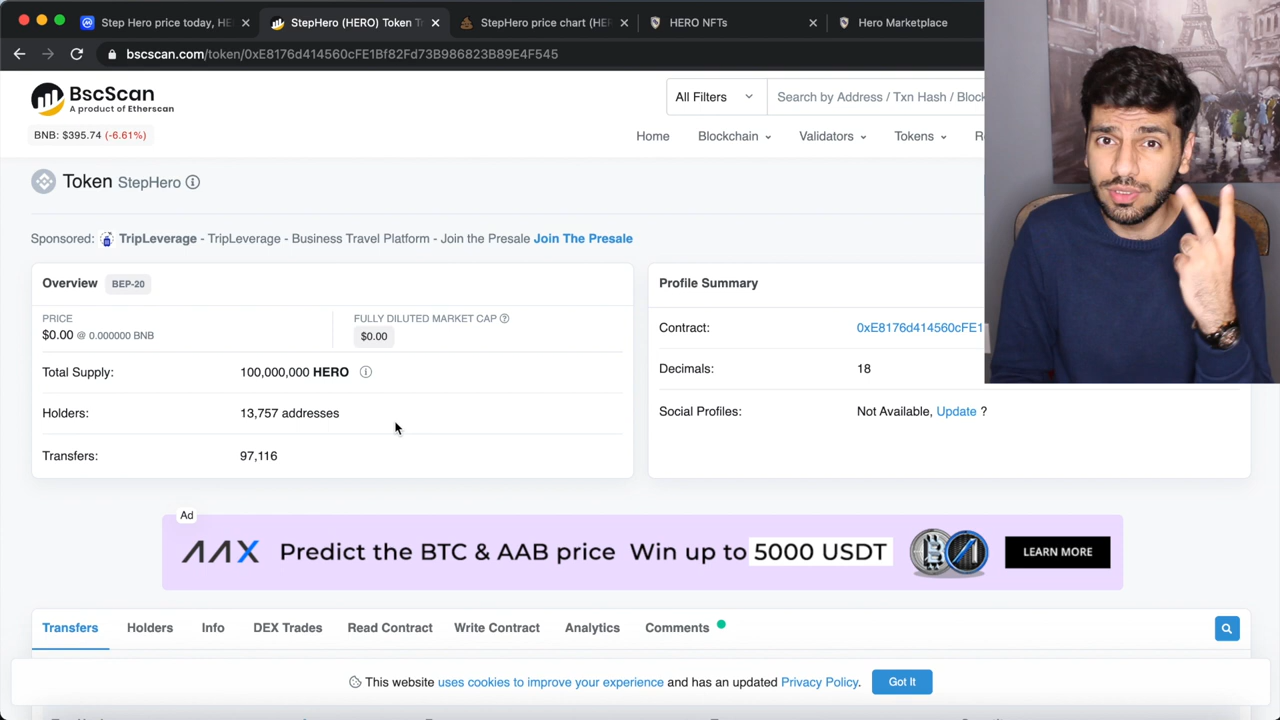 Step Hero price today, HE
StepHero (HERO) Token T
StepHero price chart (HER
HERO NFTs
Hero Marketplace
bscscan.com/token/0xE8176d414560cFE1Bf82Fd73B986823B89E4F545
BscScan
A product of Etherscan
All Filters
Search by Address / Txn Hash / Block
BNB: $395.74 (-6.61%)
Home
Blockchain
Validators
Tokens
R
Token StepHero
Sponsored: TripLeverage - TripLeverage - Business Travel Platform - Join the Presale Join The Presale
Overview BEP-20
PRICE
$0.00 @ 0.000000 BNB
FULLY DILUTED MARKET CAP
$0.00
Total Supply: 100,000,000 HERO
Holders: 13,757 addresses
Transfers: 97,116
Profile Summary
Contract: 0xE8176d414560cFE1
Decimals: 18
Social Profiles: Not Available, Update ?
Ad
AAX Predict the BTC & AAB price Win up to 5000 USDT LEARN MORE
Transfers
Holders
Info
DEX Trades
Read Contract
Write Contract
Analytics
Comments
This website uses cookies to improve your experience and has an updated Privacy Policy. Got It